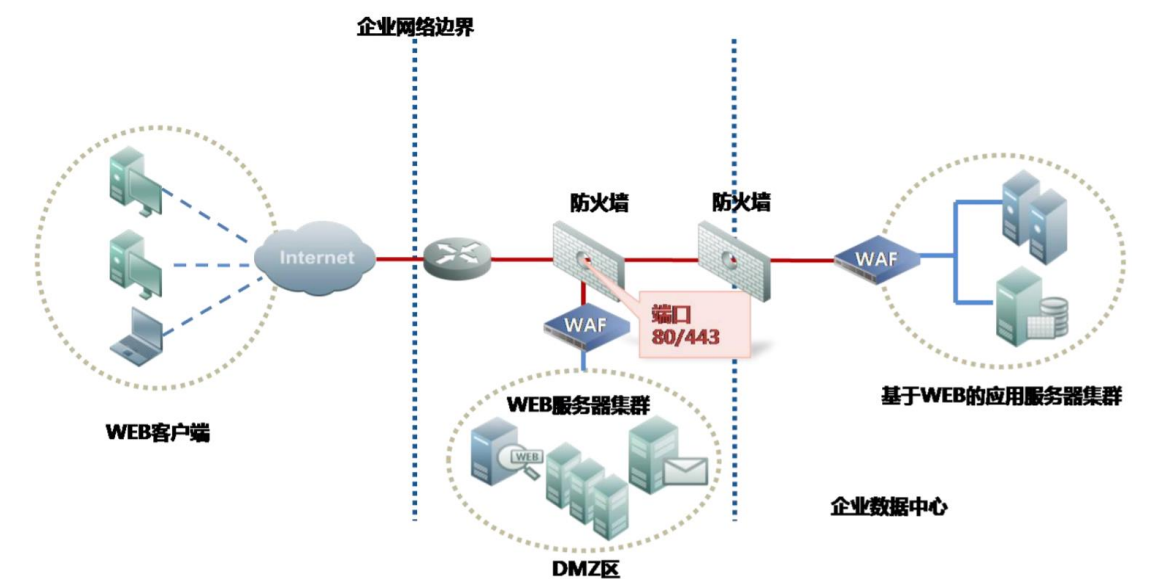 企业网络边界
防火墙
防火墙
Internet
WAF
WAF
端口
80/443
WEB服务器集群
WEB
基于WEB的应用服务器集群
WEB客户端
企业数据中心
DMZ区